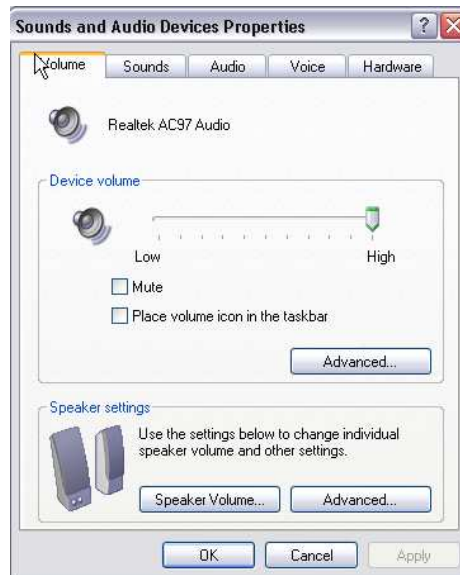 Sounds and Audio Devices Properties
Volume Sounds Audio Voice Hardware
Realtek AC97 Audio
Device volume
Low High
Mute
Place volume icon in the taskbar
Advanced...
Speaker settings
Use the settings below to change individual
speaker volume and other settings.
Speaker Volume... Advanced...
OK Cancel Apply